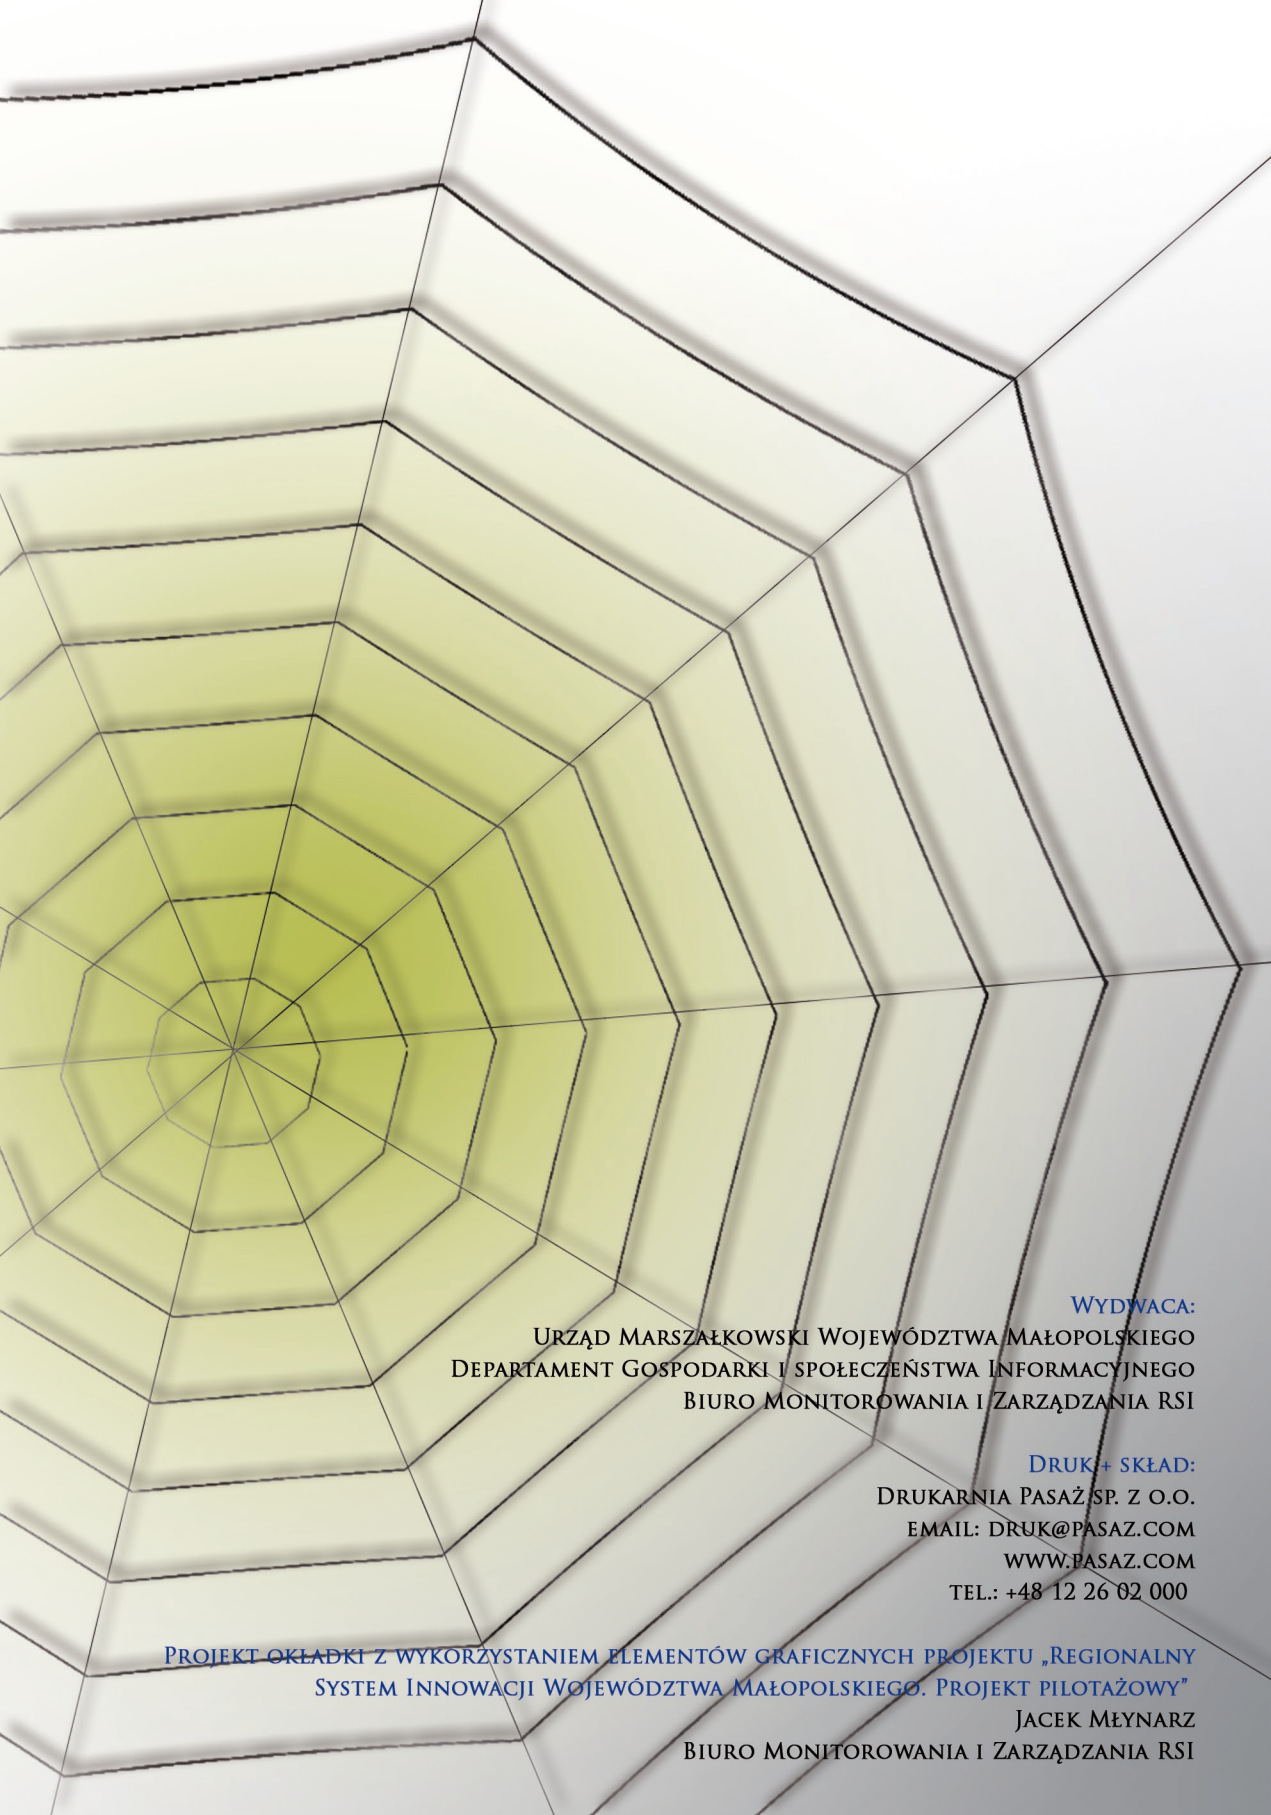 Wydwaca:
Urząd Marszałkowski Województwa Małopolskiego
Departament Gospodarki i społeczeństwa Informacyjnego
Biuro Monitorowania i Zarządzania RSI
Druk + skład:
Drukarnia Pasaż sp. z o.o.
email: druk@pasaz.com
www.pasaz.com
tel.: +48 12 26 02 000
Projekt okładki z wykorzystaniem elementów graficznych projektu „Regionalny
System Innowacji Województwa Małopolskiego. Projekt pilotażowy”
Jacek Młynarz
Biuro Monitorowania i Zarządzania RSI